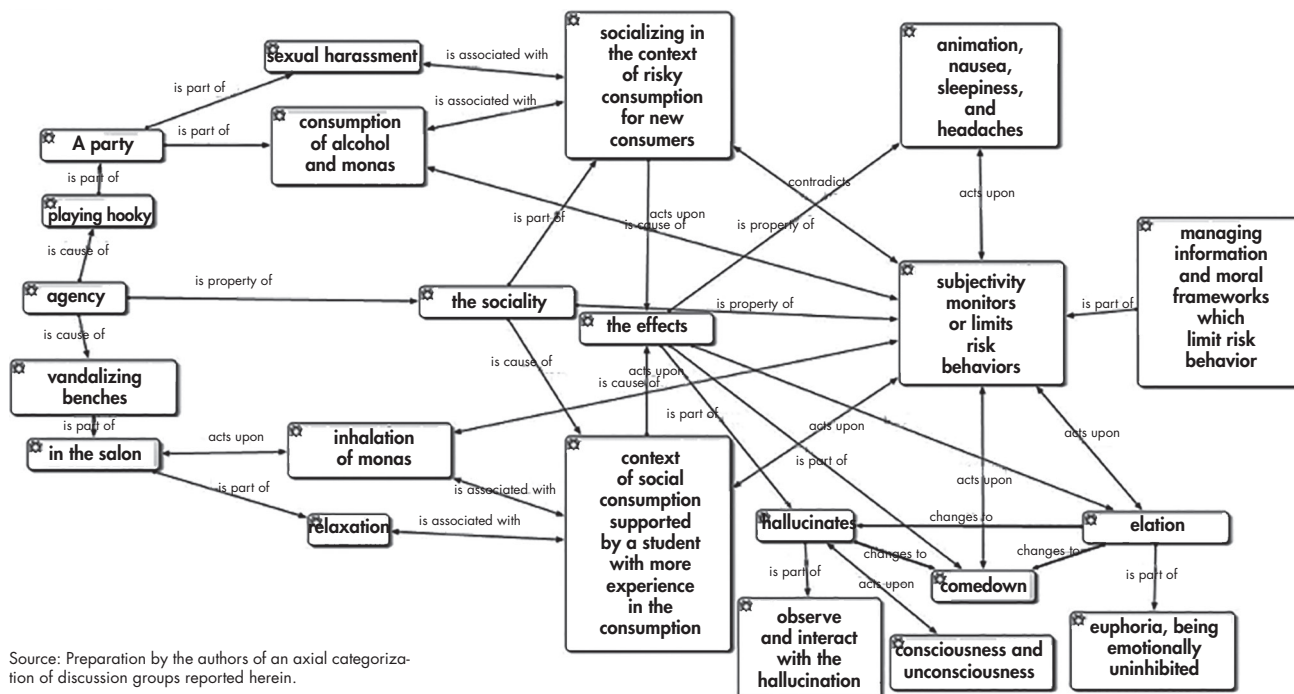 sexual harassment
is associated with
socializing in
the context
of risky
consumption
for new
consumers
animation,
nausea,
sleepiness,
and
headaches
is part of
is associated with
A party
is part of
consumption
of alcohol
and monas
is part of
playing hooky
contradicts
acts upon
is part of
acts upon
is cause of
is property of
managing
information
and moral
frameworks
which
limit risk
behavior
is cause of
agency
is property of
the sociality
is property of
the effects
subjectivity
monitors
or limits
risk
behaviors
is part of
is cause of
is cause of
acts upon
is cause of
vandalizing
benches
is part of
in the salon
acts upon
inhalation
of monas
is part of
acts upon
is part of
acts upon
acts upon
is part of
relaxation
is associated with
is associated with
context
of social
consumption
supported
by a student
with more
experience
in the
consumption
hallucinates
changes to
elation
changes to
changes to
comedown
is part of
acts upon
is part of
observe
and interact
with the
hallucination
consciousness and
unconsciousness
euphoria, being
emotionally
uninhibited
Source: Preparation by the authors of an axial categoriza-
tion of discussion groups reported herein.